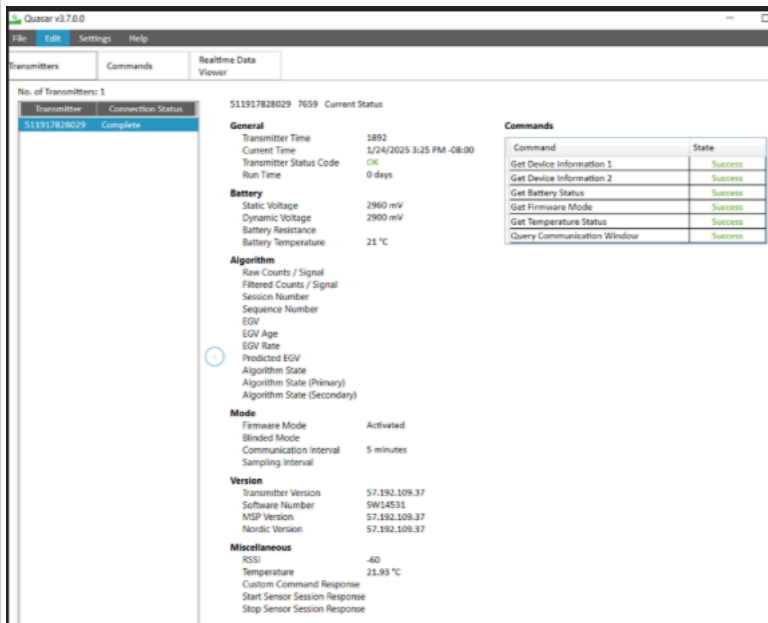 Quasar v3.7.0.0
File Edit Settings Help
Transmitters Commands Realtime Data Viewer
No. of Transmitters: 1
Transmitter Connection Status
511917828029 Complete
511917828029 7659 Current Status
General
Transmitter Time 1892
Current Time 1/24/2025 3:25 PM -08:00
Transmitter Status Code OK
Run Time 0 days
Battery
Static Voltage 2960 mV
Dynamic Voltage 2900 mV
Battery Resistance
Battery Temperature 21 °C
Algorithm
Raw Counts / Signal
Filtered Counts / Signal
Session Number
Sequence Number
EGV
EGV Age
EGV Rate
Predicted EGV
Algorithm State
Algorithm State (Primary)
Algorithm State (Secondary)
Mode
Firmware Mode Activated
Blinded Mode
Communication Interval 5 minutes
Sampling Interval
Version
Transmitter Version 57.192.109.37
Software Number SW14531
MSP Version 57.192.109.37
Nordic Version 57.192.109.37
Miscellaneous
RSSI -60
Temperature 21.93 °C
Custom Command Response
Start Sensor Session Response
Stop Sensor Session Response
Commands
Command State
Get Device Information 1 Success
Get Device Information 2 Success
Get Battery Status Success
Get Firmware Mode Success
Get Temperature Status Success
Query Communication Window Success